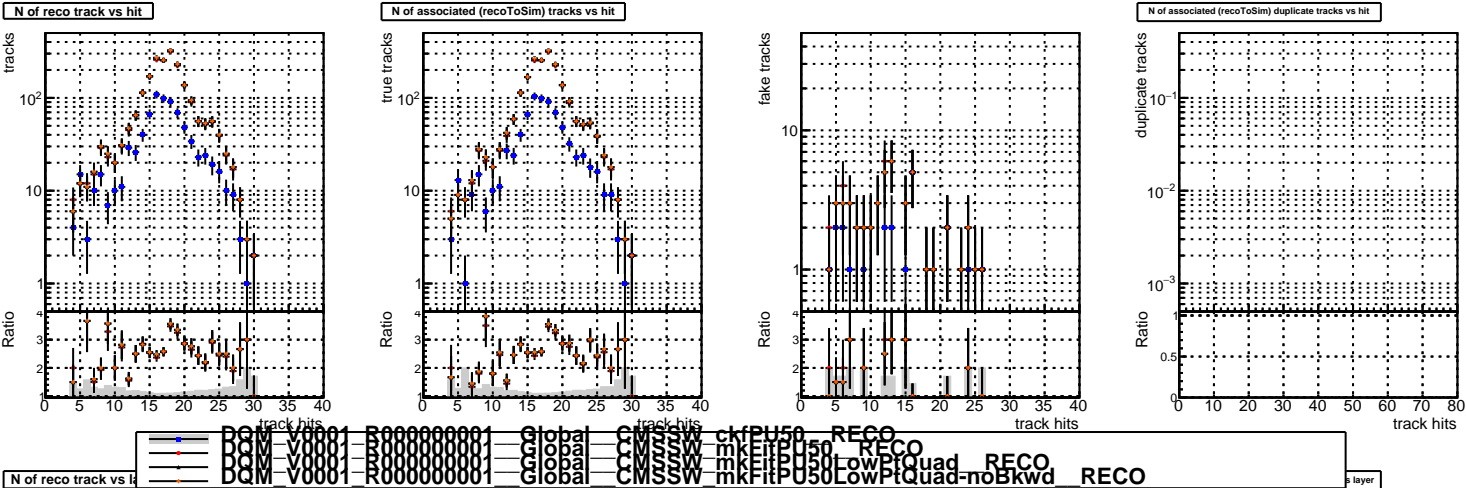 N of reco track vs hit
N of associated (recoToSim) tracks vs hit
N of associated (recoToSim) duplicate tracks vs hit
tracks
10²
10
1
Ratio
4
3
2
1
0 5 10 15 20 25 30 35 40
track hits
true tracks
10²
10
1
Ratio
4
3
2
1
0 5 10 15 20 25 30 35 40
track hits
fake tracks
10
1
Ratio
4
3
2
1
0 5 10 15 20 25 30 35 40
track hits
duplicate tracks
10⁻¹
10⁻²
10⁻³
Ratio
1
0.5
0
0 10 20 30 40 50 60 70 80
track hits
DQM_V0001_R000000001__Global__CMSSW_ckfPU50__RECO
DQM_V0001_R000000001__Global__CMSSW_mkFitPU50__RECO
DQM_V0001_R000000001__Global__CMSSW_mkFitPU50LowPtQuad__RECO
DQM_V0001_R000000001__Global__CMSSW_mkFitPU50LowPtQuad-noBkwd__RECO
N of reco track vs
layer